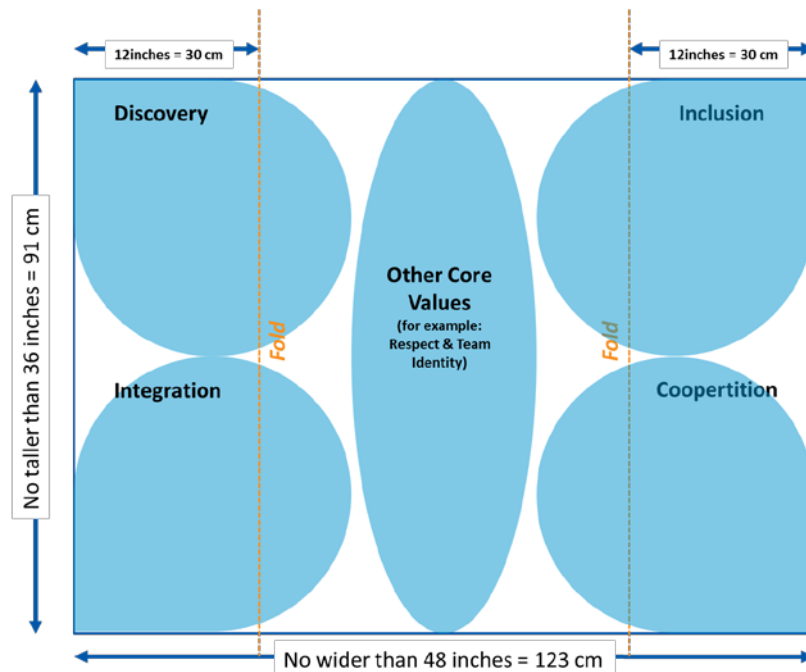 12inches = 30 cm
12inches = 30 cm
Discovery
Inclusion
No taller than 36 inches = 91 cm
Other Core
Values
(for example:
Respect & Team
Identity)
Fold
Fold
Integration
Coopertition
No wider than 48 inches = 123 cm